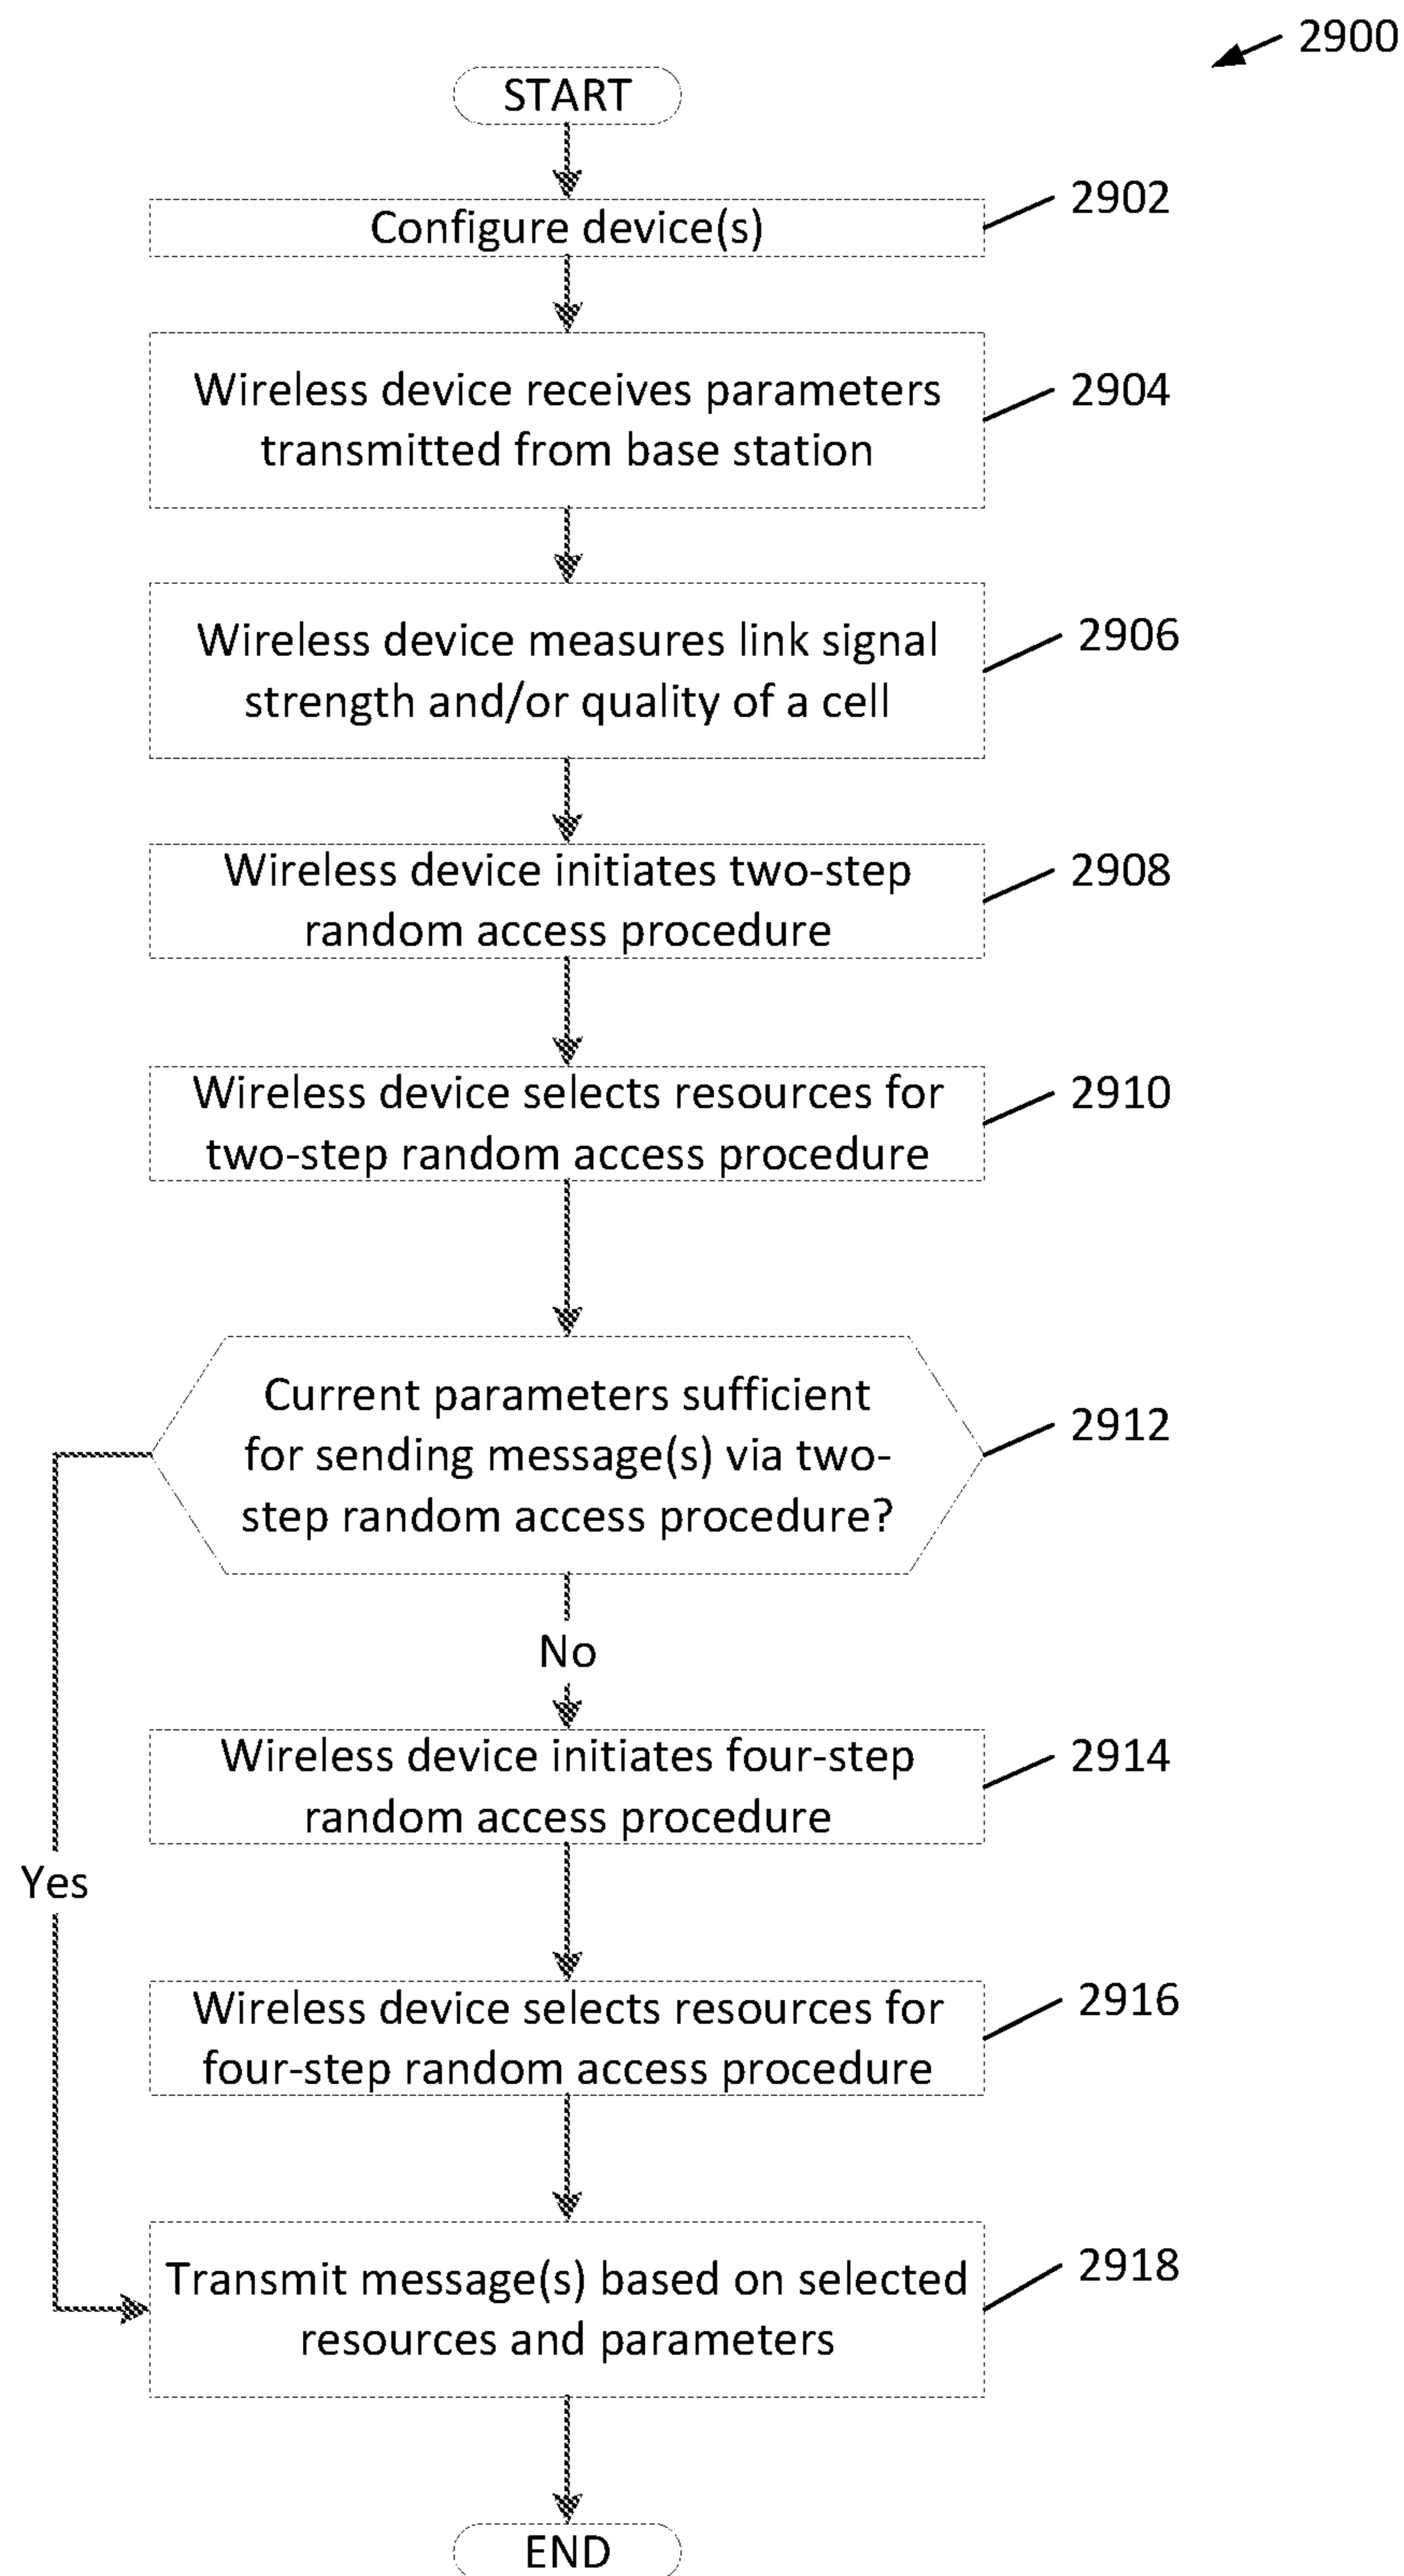 2900
START
Configure device(s)
2902
Wireless device receives parameters
transmitted from base station
2904
Wireless device measures link signal
strength and/or quality of a cell
2906
Wireless device initiates two-step
random access procedure
2908
Wireless device selects resources for
two-step random access procedure
2910
Current parameters sufficient
for sending message(s) via two-
step random access procedure?
2912
No
Wireless device initiates four-step
random access procedure
2914
Yes
Wireless device selects resources for
four-step random access procedure
2916
Transmit message(s) based on selected
resources and parameters
2918
END